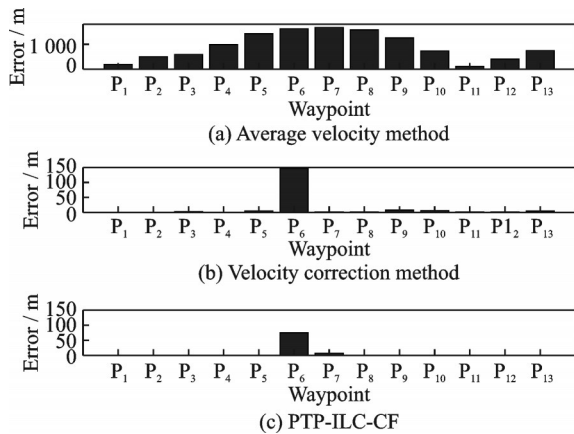 Error / m
1 000
0
P1 P2 P3 P4 P5 P6 P7 P8 P9 P10 P11 P12 P13
Waypoint
(a) Average velocity method
Error / m
150
100
50
0
P1 P2 P3 P4 P5 P6 P7 P8 P9 P10 P11 P12 P13
Waypoint
(b) Velocity correction method
Error / m
150
100
50
0
P1 P2 P3 P4 P5 P6 P7 P8 P9 P10 P11 P12 P13
Waypoint
(c) PTP-ILC-CF